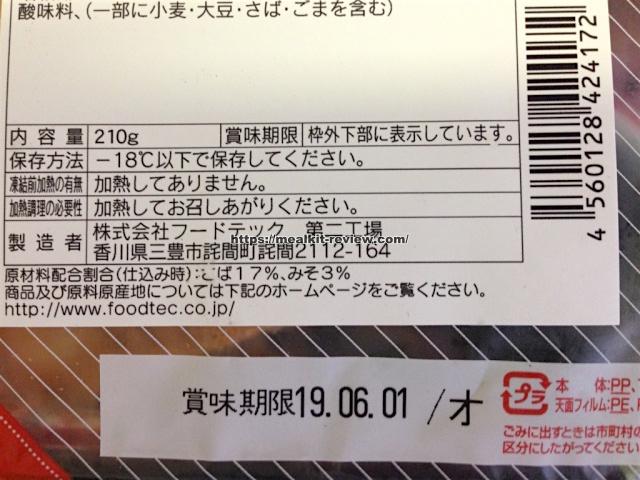 酸味料、(一部に小麦・大豆・さば・ごまを含む)
内容量 210g 賞味期限 枠外下部に表示しています。
保存方法 －18℃以下で保存してください。
凍結前加熱の有無 加熱してありません。
加熱調理の必要性 加熱してお召しあがりください。
製造者 株式会社フードテック 第二工場
https://mealkit-review.com/
香川県三豊市詫間町詫間2112-164
原材料配合割合(仕込み時):ごぼ17%、みそ3%
商品及び原料原産地については下記のホームページをご覧ください。
http://www.foodtec.co.jp/
4 560128 424172
賞味期限19.06.01 /オ
プラ
本 体:PP、
天面フィルム:PE、
ごみに出すときは市町村の
区分にしたがってください